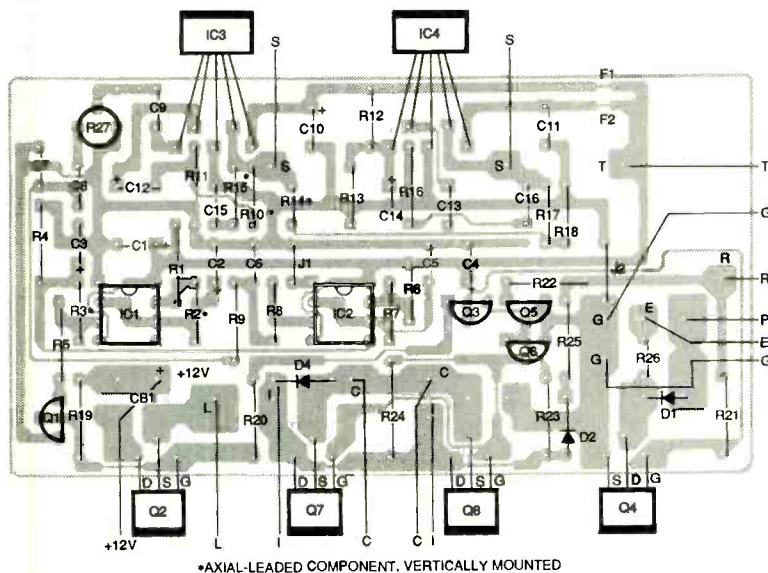 IC3 IC4
S S
F1
C9 R12 F2
R27 C10 + C11
S S T T
+ C12 R11 R15* R14* R13 + R16 C16
C15 R10 * C14 C13 R17 G
R4 R18
C3 C1 C2 C6 J1 C5 C4 J2 R
+ R1 R22 R
IC1 IC2 R6
R3* R2* R9 R8 R7 Q3 Q5 G E P
R5 Q6 R25 E
+ +12V G R26 G
D4 C C
CB1 L I C R23 D1
Q1 R19 R20 R24 I D2 R21
D S G D S G D S G S D G
Q2 Q7 Q8 Q4
+12V L I C C I
*AXIAL-LEADED COMPONENT, VERTICALLY MOUNTED